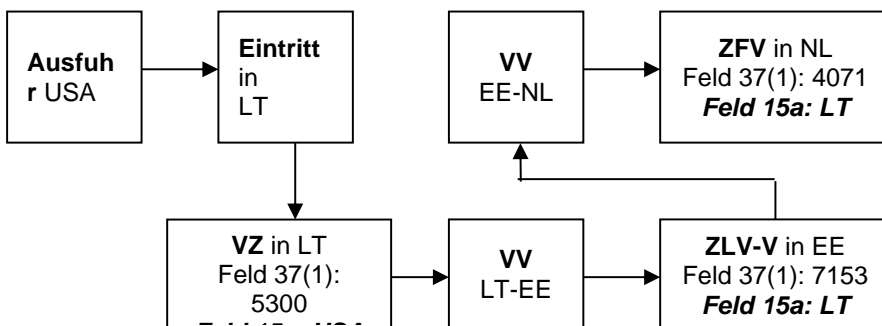 Ausfuh
r USA
Eintritt
in
LT
VV
EE-NL
ZFV in NL
Feld 37(1): 4071
Feld 15a: LT
VZ in LT
Feld 37(1):
5300
VV
LT-EE
ZLV-V in EE
Feld 37(1): 7153
Feld 15a: LT